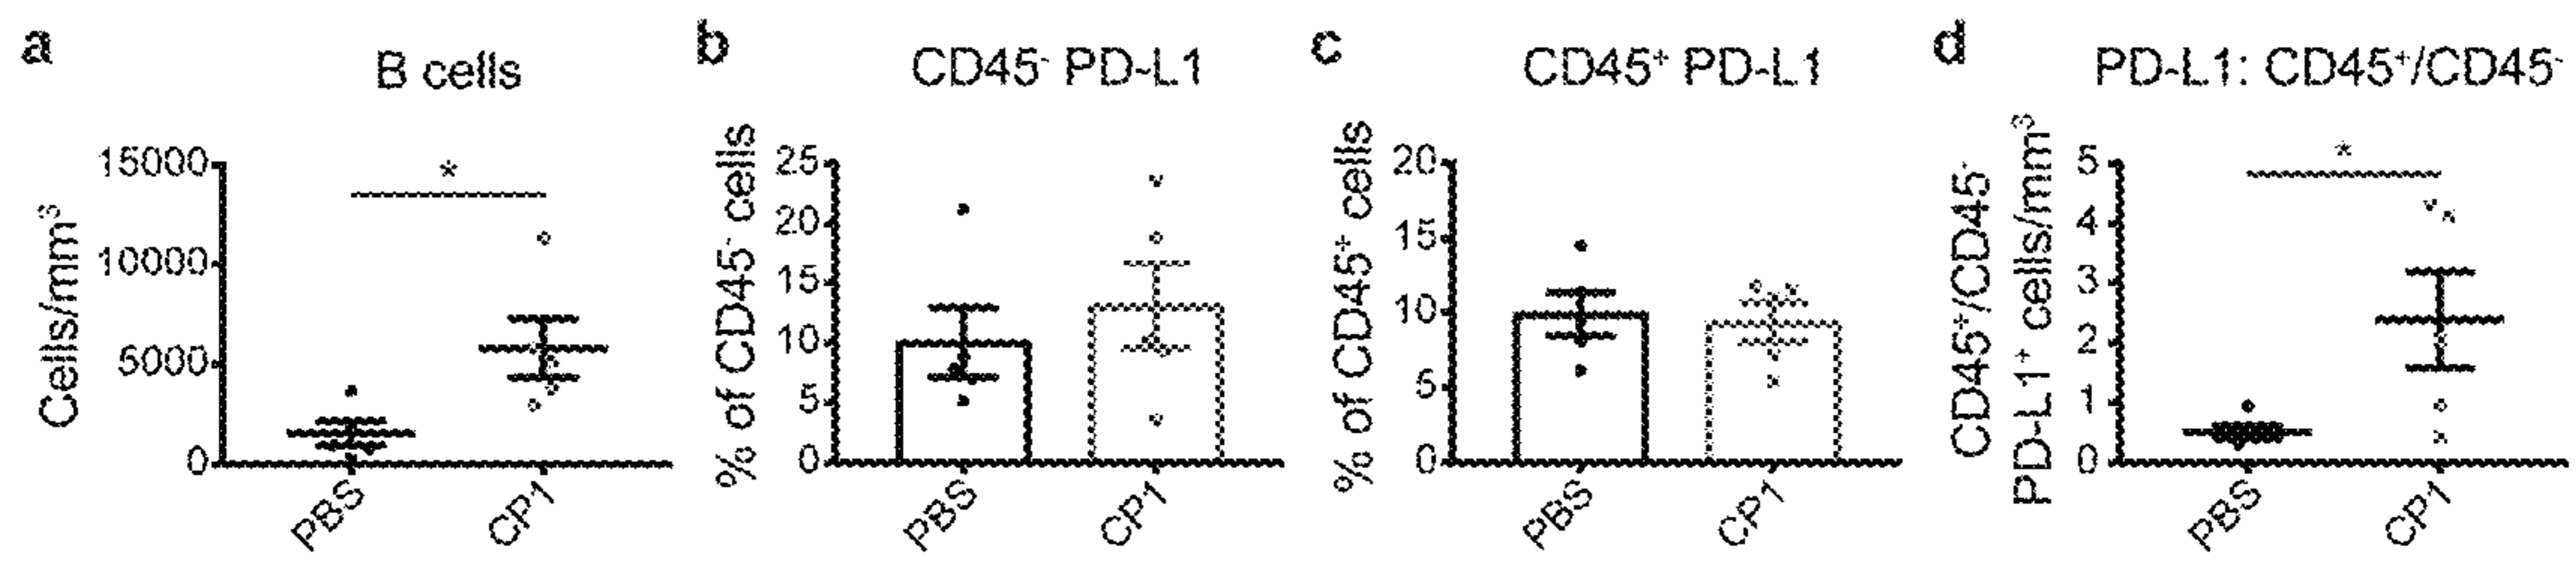 a
B cells
Cells/mm³
15000
10000
5000
0
*
PBS
CP1
b
CD45⁻ PD-L1
% of CD45⁻ cells
25
20
15
10
5
0
PBS
CP1
c
CD45⁺ PD-L1
% of CD45⁺ cells
20
15
10
5
0
PBS
CP1
d
PD-L1: CD45⁺/CD45⁻
CD45⁺/CD45⁻
PD-L1⁺ cells/mm³
5
4
3
2
1
0
*
PBS
CP1